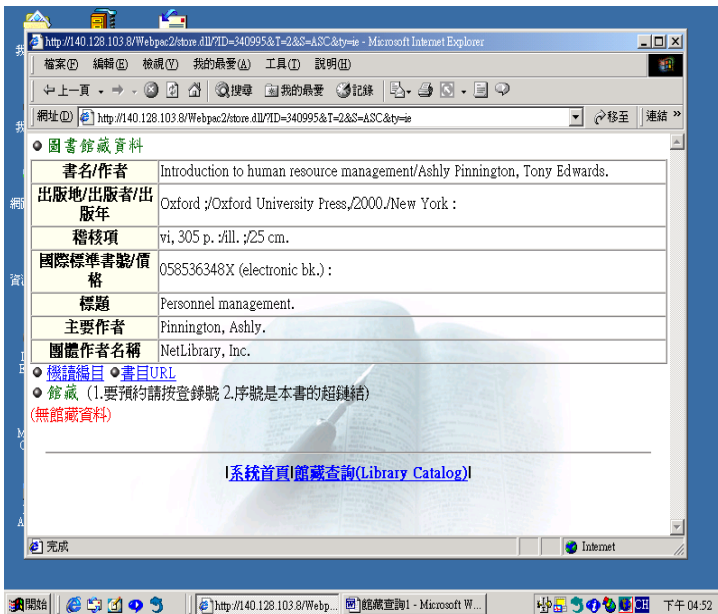 http://140.128.103.8/Webpac2/store.dll/?ID=340995&T=2&S=ASC&ty=ie - Microsoft Internet Explorer
檔案(F) 編輯(E) 檢視(V) 我的最愛(A) 工具(T) 說明(H)
上一頁 搜尋 我的最愛 記錄
網址(D) http://140.128.103.8/Webpac2/store.dll/?ID=340995&T=2&S=ASC&ty=ie 移至 連結 »
圖書館藏資料
書名/作者 Introduction to human resource management/Ashly Pinnington, Tony Edwards.
出版地/出版者/出版年 Oxford ;/Oxford University Press,/2000./New York :
稽核項 vi, 305 p. :/ill. ;/25 cm.
國際標準書號/價格 058536348X (electronic bk.) :
標題 Personnel management.
主要作者 Pinnington, Ashly.
團體作者名稱 NetLibrary, Inc.
機讀編目 書目URL
館藏 (1.要預約請按登錄號 2.序號是本書的超鏈結)
(無館藏資料)
|系統首頁|館藏查詢(Library Catalog)|
完成 Internet
開始 http://140.128.103.8/Webp... 館藏查詢1 - Microsoft W... CH 下午 04:52